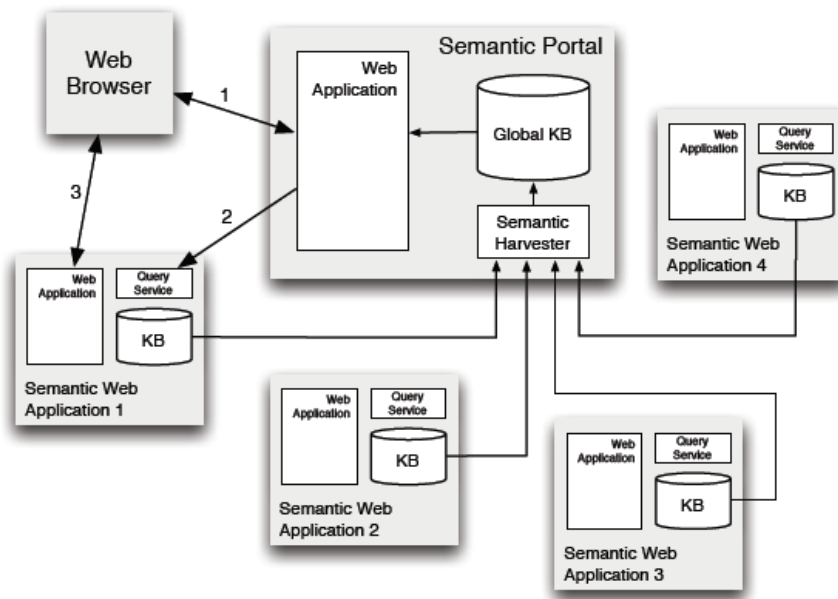 Web
Browser
1
3
2
Semantic Portal
Web
Application
Global KB
Semantic
Harvester
Web
Application
Query
Service
KB
Semantic Web
Application 1
Web
Application
Query
Service
KB
Semantic Web
Application 2
Web
Application
Query
Service
KB
Semantic Web
Application 3
Web
Application
Query
Service
KB
Semantic Web
Application 4